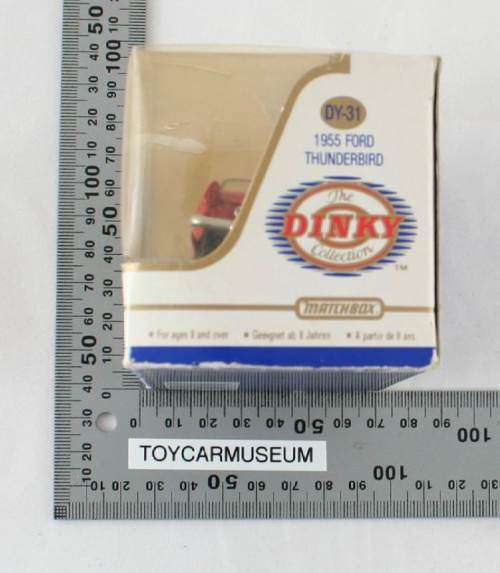 DY-31
1955 FORD
THUNDERBIRD
The
DINKY
Collection
TM
MATCHBOX
• For ages 8 and over • Geeignet ab 8 Jahren • A partir de 8 ans
TOYCARMUSEUM